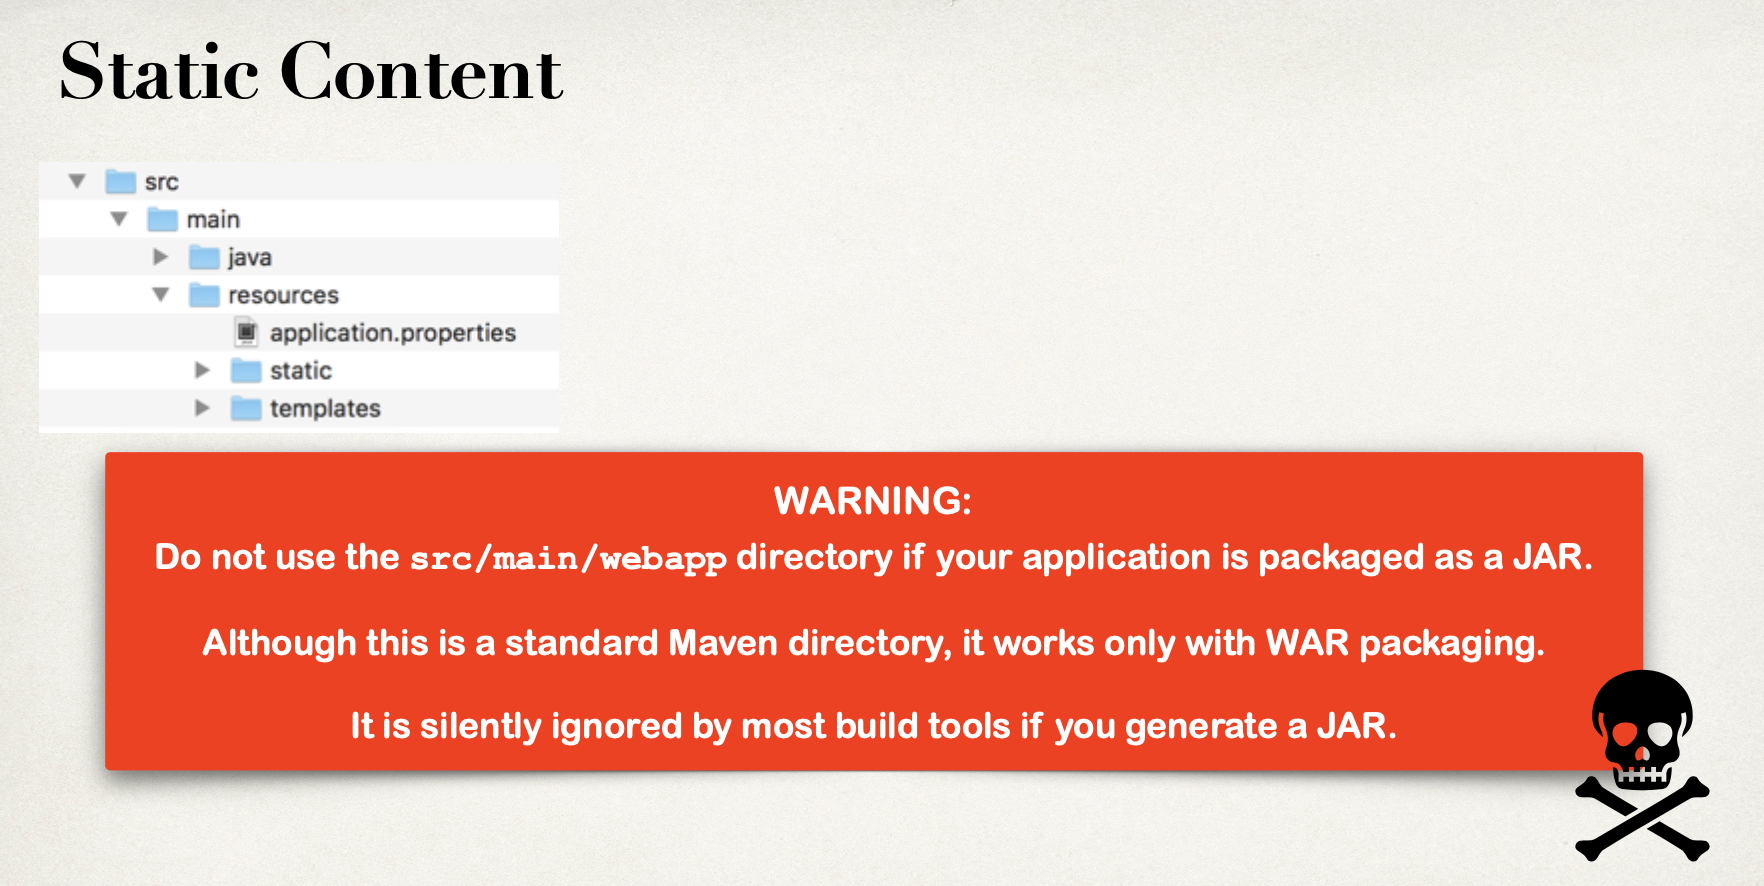 Static Content
src
main
java
resources
application.properties
static
templates
WARNING:
Do not use the src/main/webapp directory if your application is packaged as a JAR.
Although this is a standard Maven directory, it works only with WAR packaging.
It is silently ignored by most build tools if you generate a JAR.